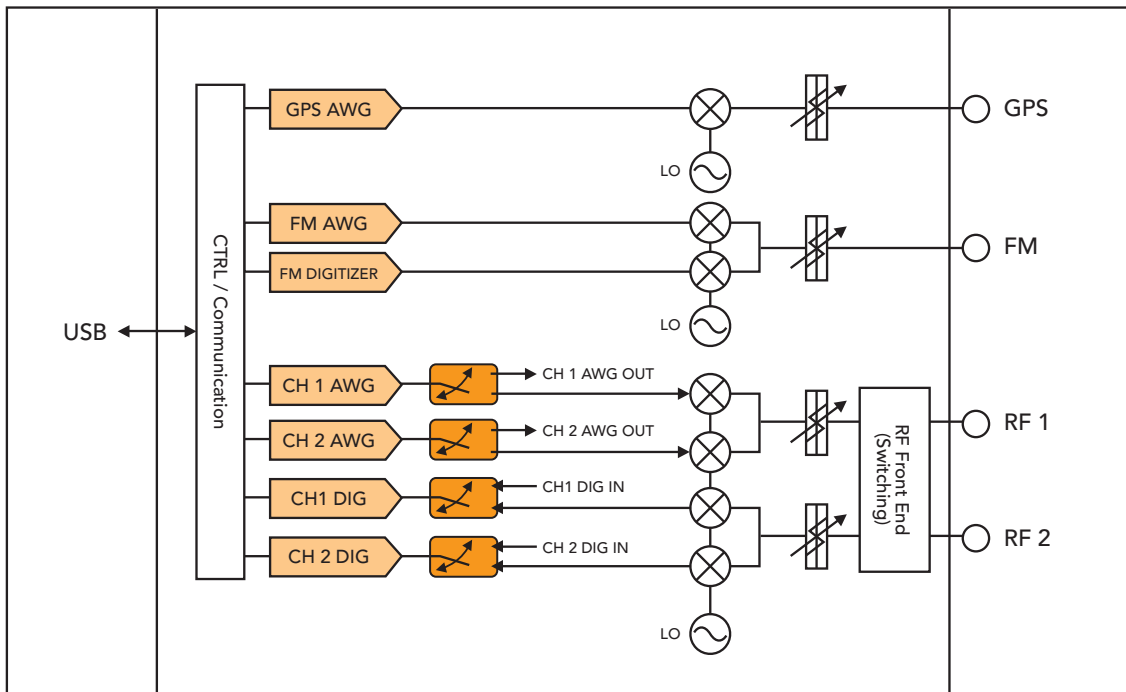 GPS AWG
GPS
LO
FM AWG
FM
FM DIGITIZER
LO
USB
CTRL / Communication
CH 1 AWG
CH 1 AWG OUT
CH 2 AWG
CH 2 AWG OUT
CH1 DIG
CH1 DIG IN
CH 2 DIG
CH 2 DIG IN
LO
RF Front End
(Switching)
RF 1
RF 2